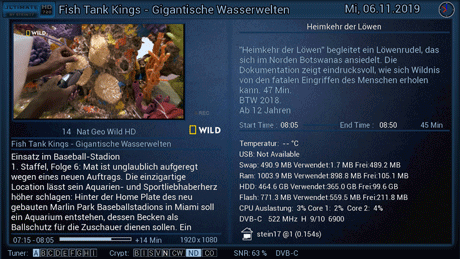 ULTIMATE HD
Fish Tank Kings - Gigantische Wasserwelten
Mi, 06.11.2019
WILD
14 Nat Geo Wild HD
WILD
Fish Tank Kings - Gigantische Wasserwelten
Einsatz im Baseball-Stadion
1. Staffel, Folge 6: Mat ist unglaublich aufgeregt
wegen eines neuen Auftrags. Die einzigartige
Location lässt sein Aquarien- und Sportliebhaberherz
höher schlagen: Hinter der Home Plate des neu
gebauten Marlin Park Baseballstadions in Miami soll
ein Aquarium entstehen, dessen Becken als
Ballschutz für die Zuschauer dienen sollen. Ein
07:15 - 08:05
+14 Min
1920 x 1080
Heimkehr der Löwen
"Heimkehr der Löwen" begleitet ein Löwenrudel, das
sich im Norden Botswanas ansiedelt. Die
Dokumentation zeigt eindrucksvoll, wie sich Wildnis
von den fatalen Eingriffen des Menschen erholen
kann. 47 Min.
BTW 2018.
Ab 12 Jahren
Start Time : 08:05
End Time : 08:50
45 Min
Temperatur: -- °C
USB: Not Available
Swap: 490.9 MB Verwendet:1.7 MB Frei:489.2 MB
Ram: 1003.9 MB Verwendet:898.8 MB Frei:105.1 MB
HDD: 464.6 GB Verwendet:365.0 GB Frei:99.6 GB
Flash: 771.3 MB Verwendet:559.5 MB Frei:211.8 MB
CPU Auslastung: 3% Core 1: 2% Core 2: 4%
DVB-C 522 MHz H 9/10 6900
stein17 @1 (0.154s)
Tuner: A B C D E F G H I
Crypt: B I S V N CW ND CO
SNR: 63 %
DVB-C